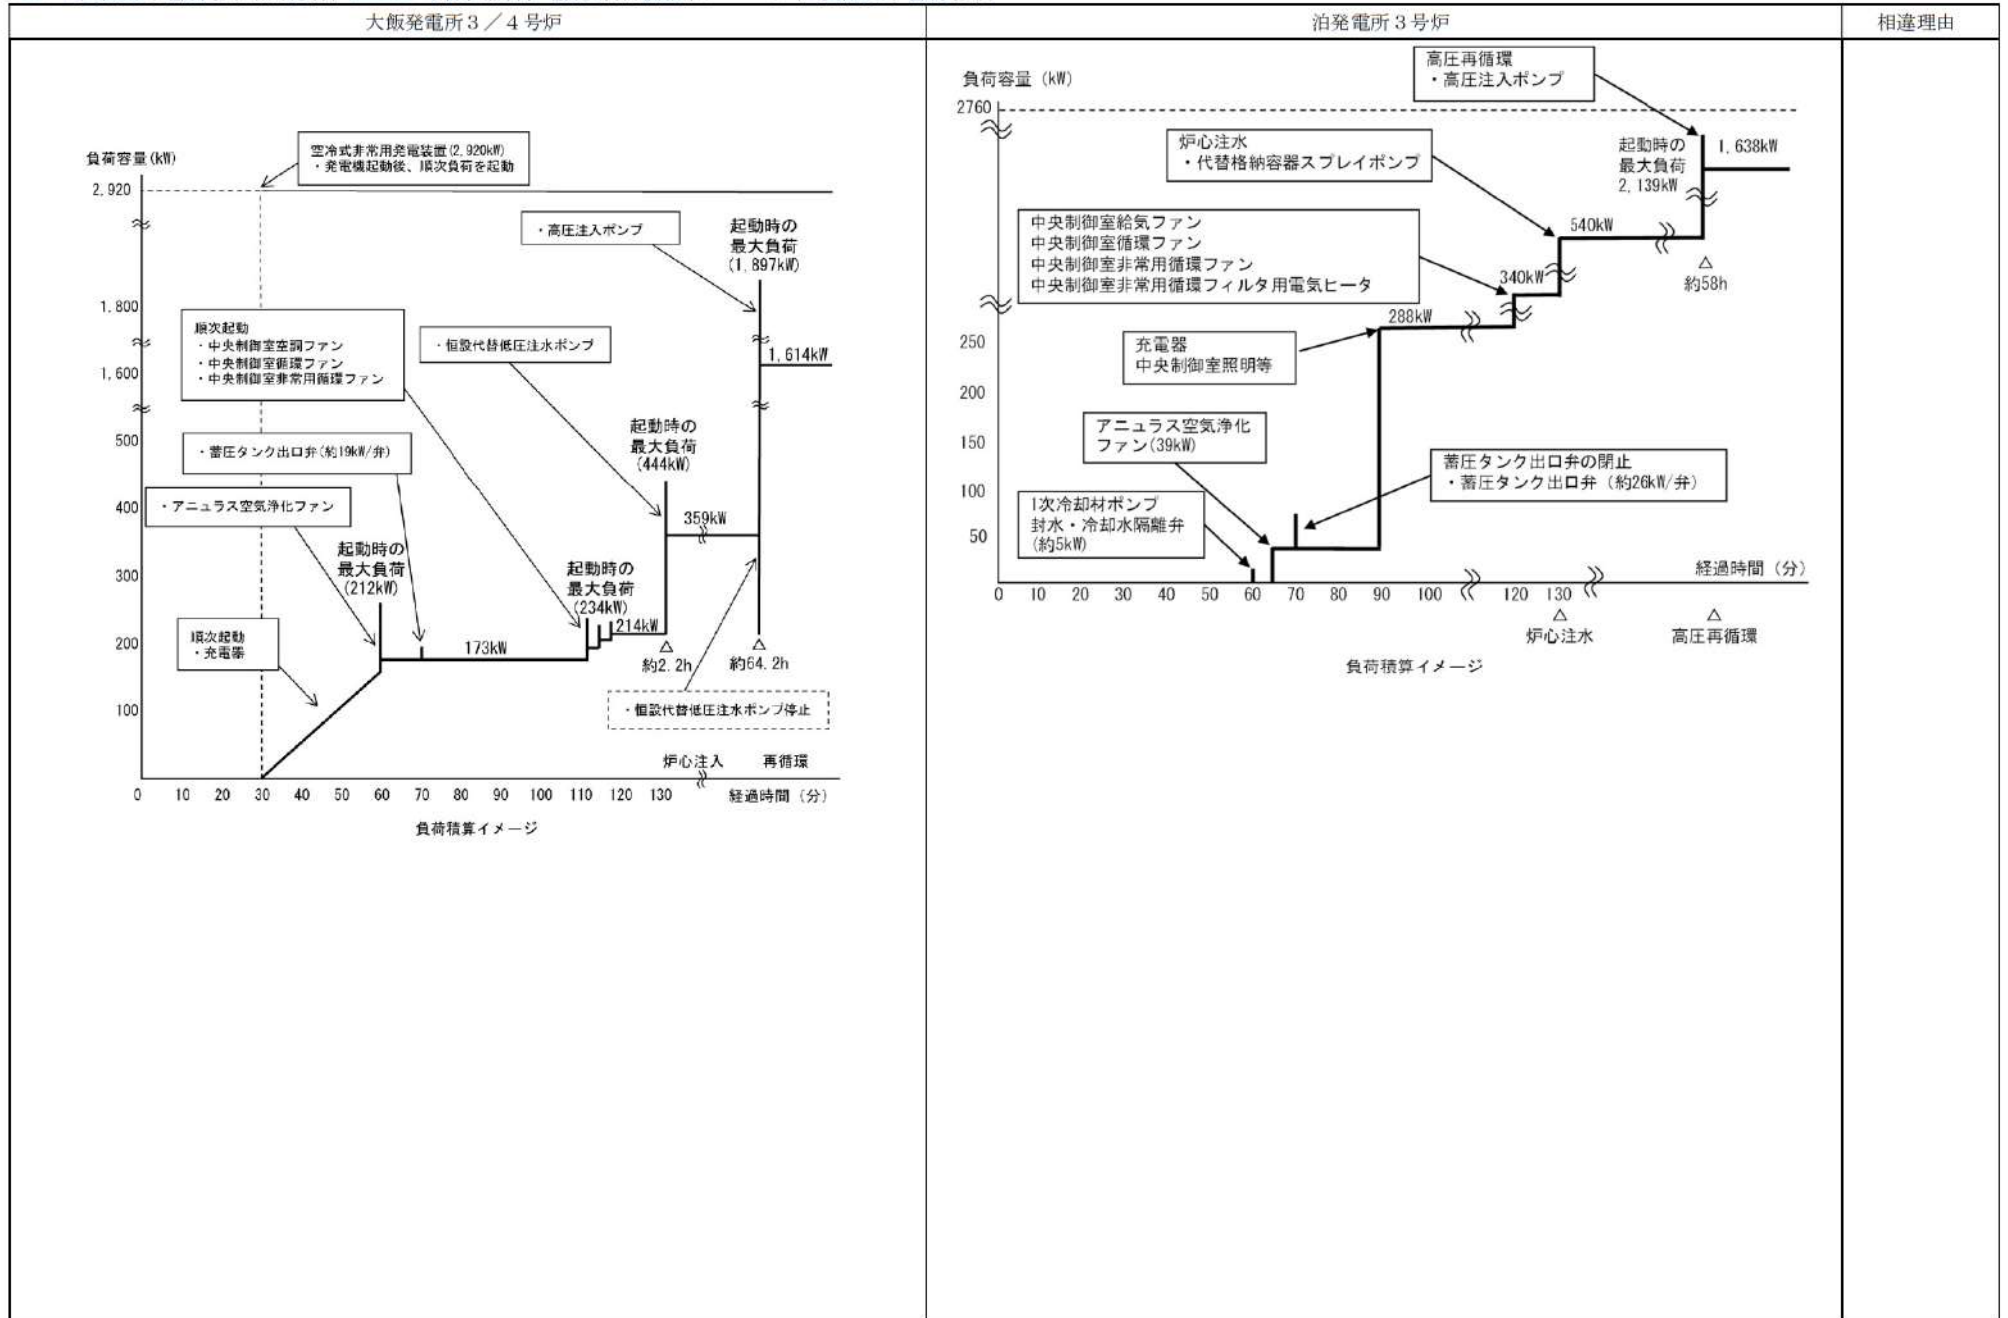 大飯発電所3/4号炉
泊発電所3号炉
相違理由
負荷容量(kW)
2,920
1,800
1,600
500
400
300
200
100
空冷式非常用発電装置(2,920kW)
・発電機起動後、順次負荷を起動
・高圧注入ポンプ
起動時の
最大負荷
(1,897kW)
順次起動
・中央制御室空調ファン
・中央制御室循環ファン
・中央制御室非常用循環ファン
・恒設代替低圧注水ポンプ
1,614kW
・蓄圧タンク出口弁(約19kW/弁)
起動時の
最大負荷
(444kW)
・アニュラス空気浄化ファン
359kW
起動時の
最大負荷
(212kW)
起動時の
最大負荷
(234kW)
順次起動
・充電器
173kW
214kW
△
約2.2h
△
約64.2h
・恒設代替低圧注水ポンプ停止
炉心注入
再循環
0 10 20 30 40 50 60 70 80 90 100 110 120 130 経過時間(分)
負荷積算イメージ
負荷容量(kW)
2760
250
200
150
100
50
高圧再循環
・高圧注入ポンプ
炉心注水
・代替格納容器スプレイポンプ
起動時の
最大負荷
2,139kW
1,638kW
中央制御室給気ファン
中央制御室循環ファン
中央制御室非常用循環ファン
中央制御室非常用循環フィルタ用電気ヒータ
540kW
340kW
△
約58h
288kW
充電器
中央制御室照明等
アニュラス空気浄化
ファン(39kW)
蓄圧タンク出口弁の閉止
・蓄圧タンク出口弁(約26kW/弁)
1次冷却材ポンプ
封水・冷却水隔離弁
(約5kW)
経過時間(分)
0 10 20 30 40 50 60 70 80 90 100 120 130
△
炉心注水
△
高圧再循環
負荷積算イメージ